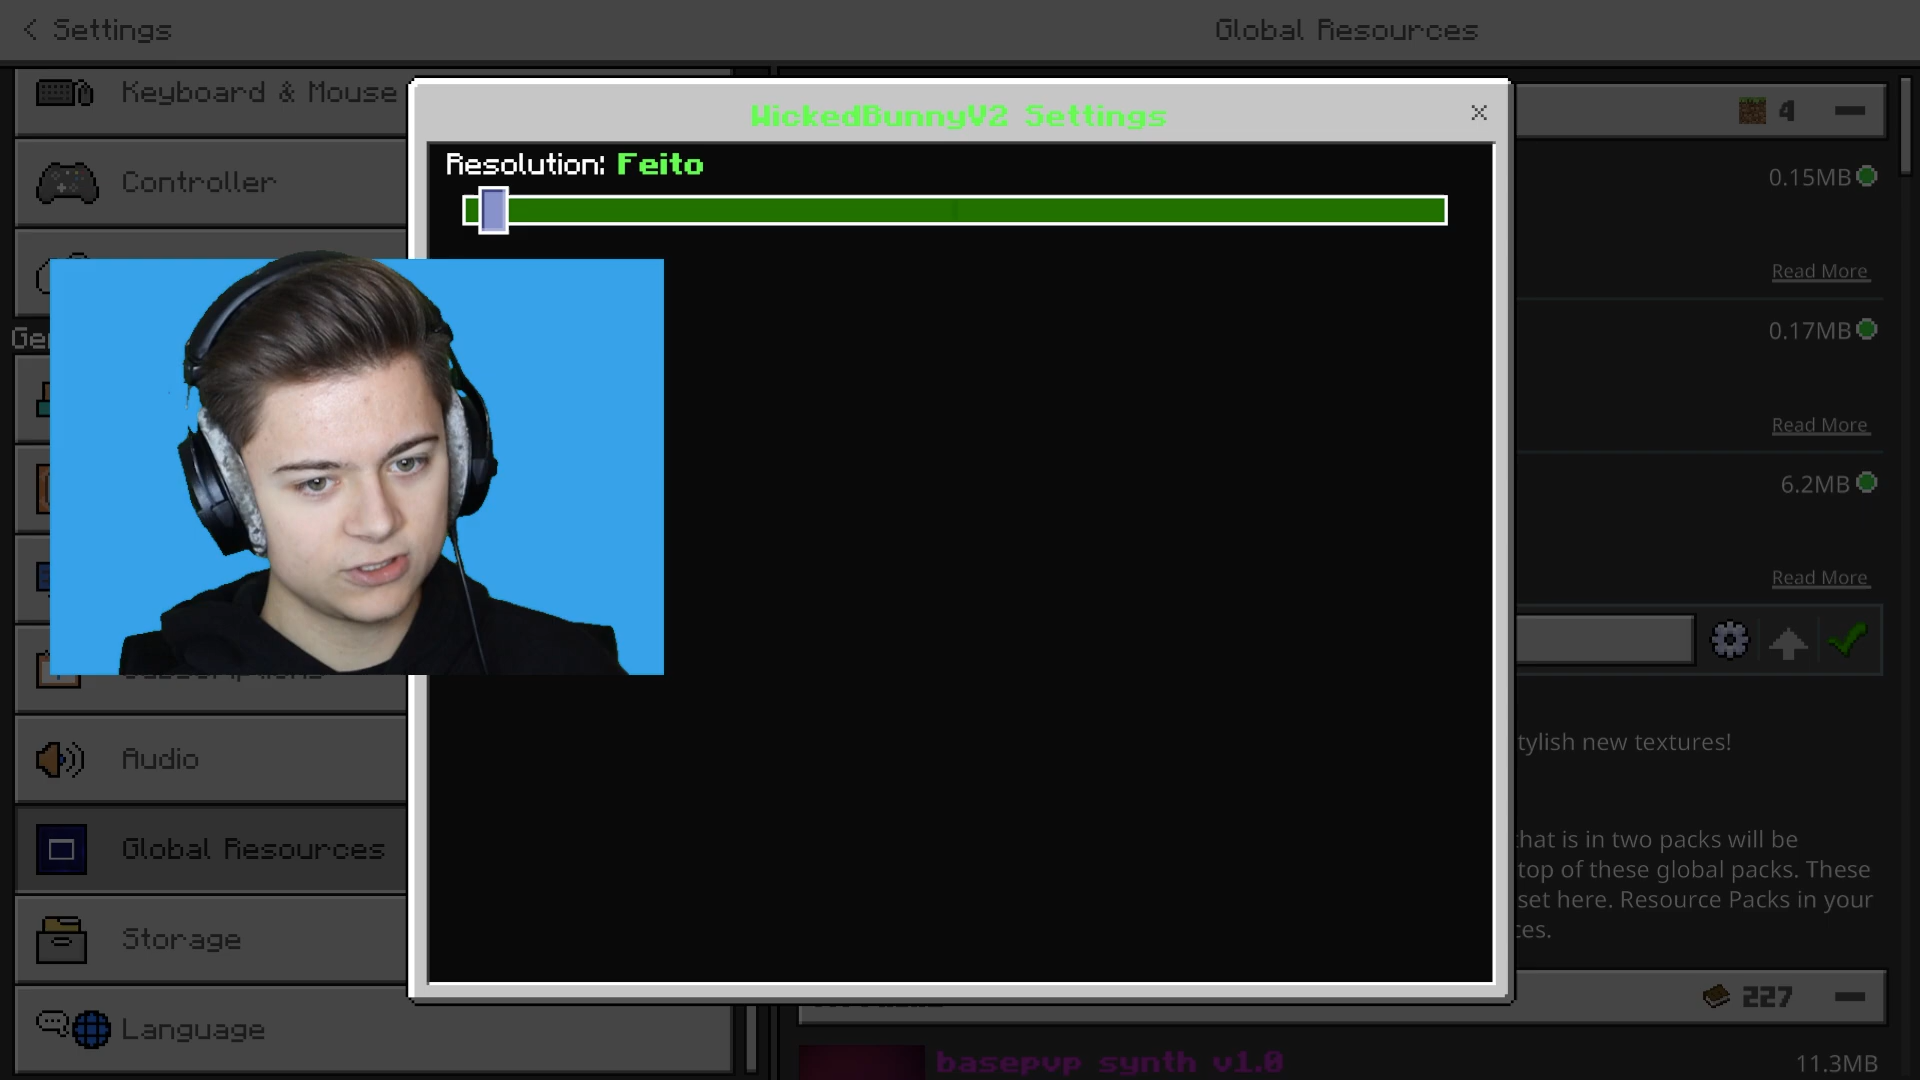 Settings
Global Resources
Keyboard & Mouse
WickedBunnyV2 Settings
4
Resolution: Feito
Controller
0.15MB
Read More
0.17MB
Read More
6.2MB
Read More
tylish new textures!
Audio
that is in two packs will be
Global Resources
top of these global packs. These
set here. Resource Packs in your
Storage
227
Language
basepvp synth v1.0
11.3MB